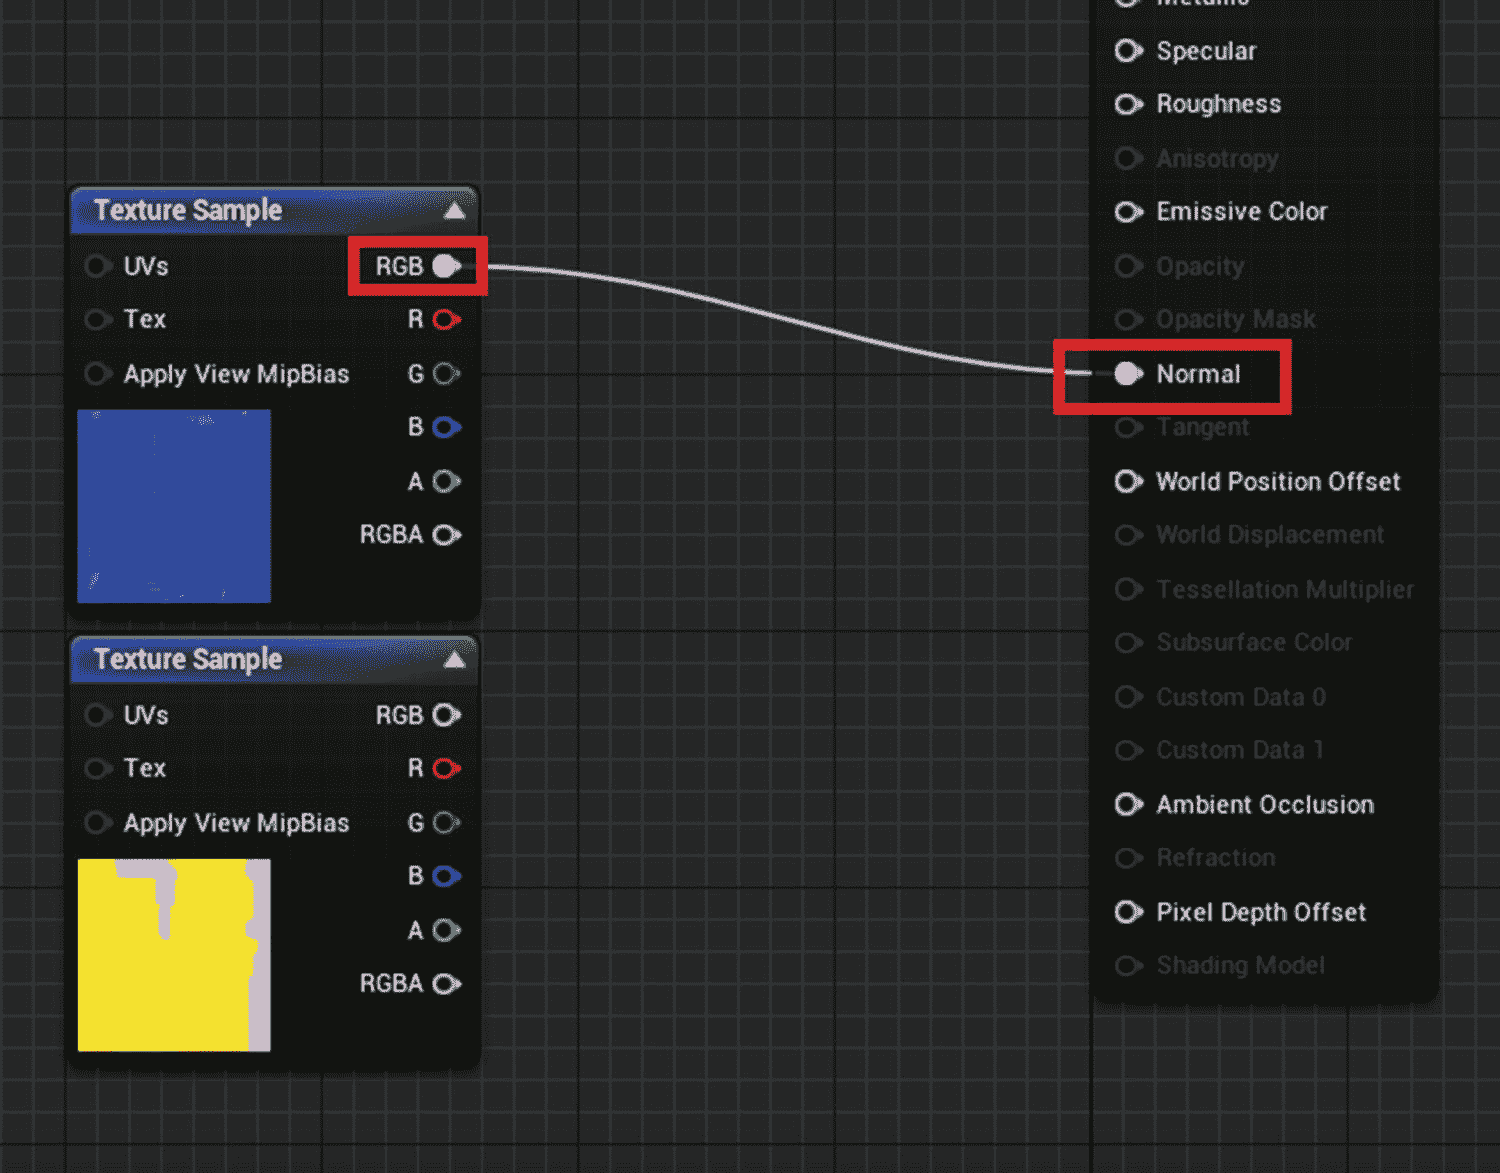 Texture Sample
UVs RGB
Tex R
Apply View MipBias G
B
A
RGBA
Texture Sample
UVs RGB
Tex R
Apply View MipBias G
B
A
RGBA
Specular
Roughness
Anisotropy
Emissive Color
Opacity
Opacity Mask
Normal
Tangent
World Position Offset
World Displacement
Tessellation Multiplier
Subsurface Color
Custom Data 0
Custom Data 1
Ambient Occlusion
Refraction
Pixel Depth Offset
Shading Model